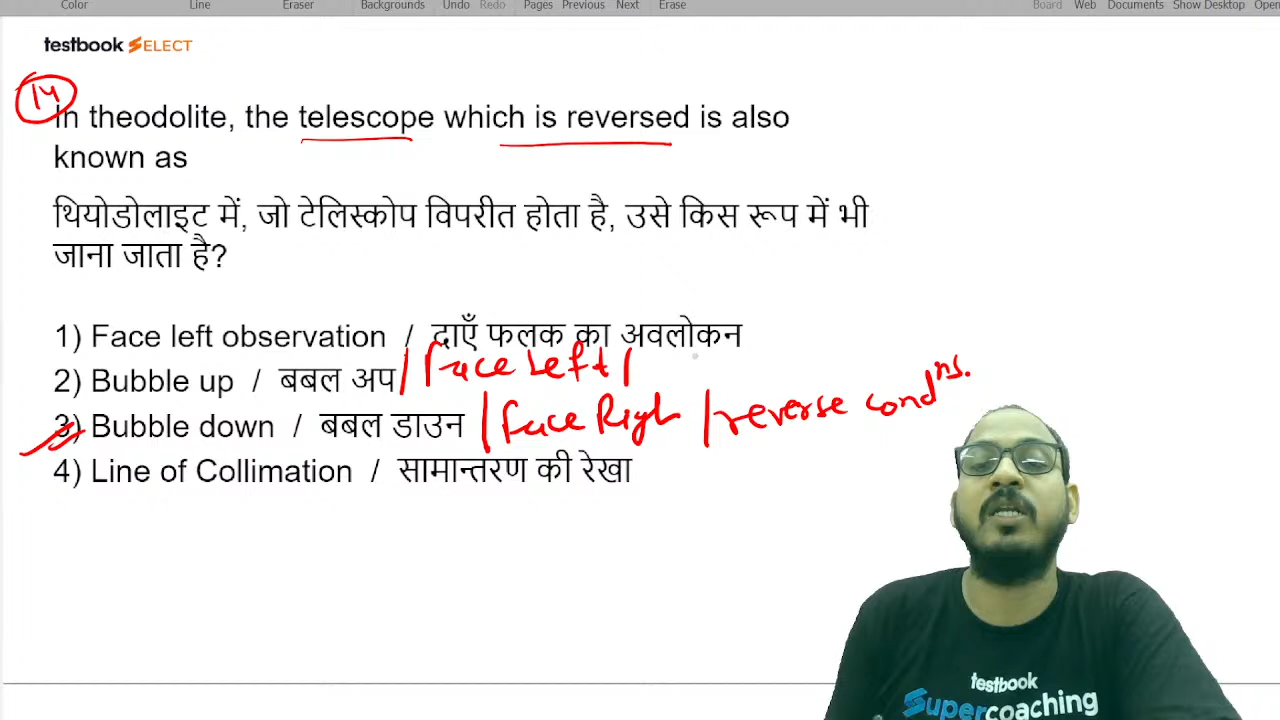 Color Line Eraser Backgrounds Undo Redo Pages Previous Next Erase Board Web Documents Show Desktop Open
testbook SELECT
14
In theodolite, the telescope which is reversed is also
known as
थियोडोलाइट में, जो टेलिस्कोप विपरीत होता है, उसे किस रूप में भी
जाना जाता है?
1) Face left observation / दाएँ फलक का अवलोकन
2) Bubble up / बबल अप / Face Left /
3) Bubble down / बबल डाउन / Face Right / reverse condns.
4) Line of Collimation / सामान्तरण की रेखा
testbook
Supercoaching